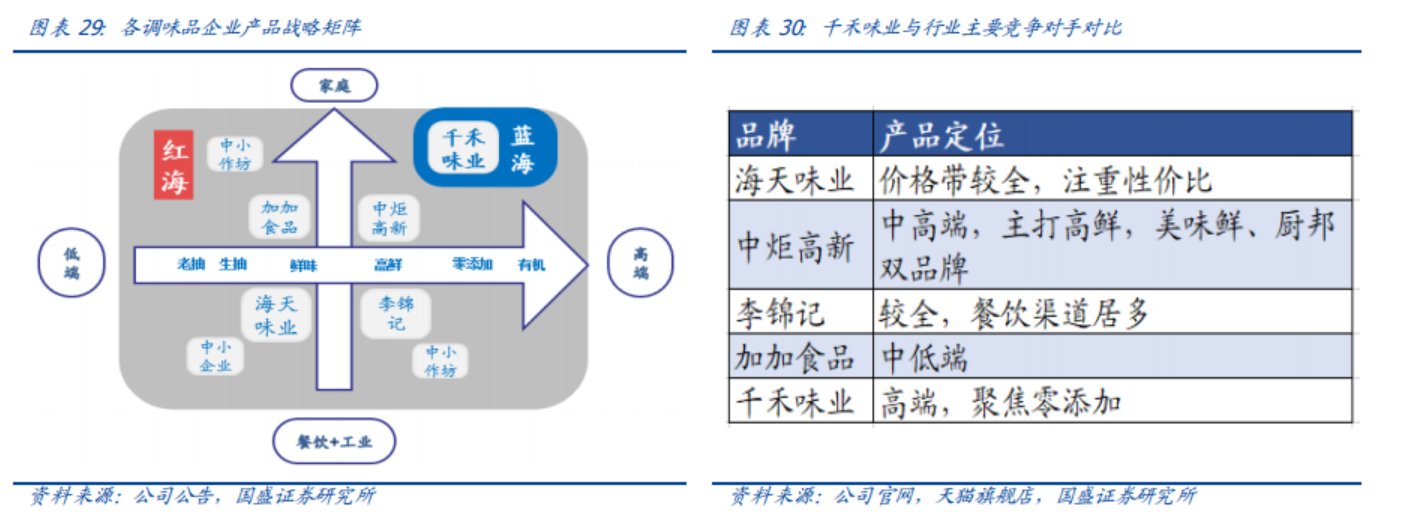 图表 29: 各调味品企业产品战略矩阵
家庭
红
海
中小
作坊
千禾
味业
蓝
海
加加
食品
中炬
高新
低
端
老抽 生抽 鲜味 高鲜 零添加 有机
高
端
海天
味业
李锦
记
中小
企业
中小
作坊
餐饮+工业
资料来源：公司公告，国盛证券研究所
图表 30: 千禾味业与行业主要竞争对手对比
品牌 产品定位
海天味业 价格带较全，注重性价比
中炬高新 中高端，主打高鲜，美味鲜、厨邦
双品牌
李锦记 较全，餐饮渠道居多
加加食品 中低端
千禾味业 高端，聚焦零添加
资料来源：公司官网，天猫旗舰店，国盛证券研究所